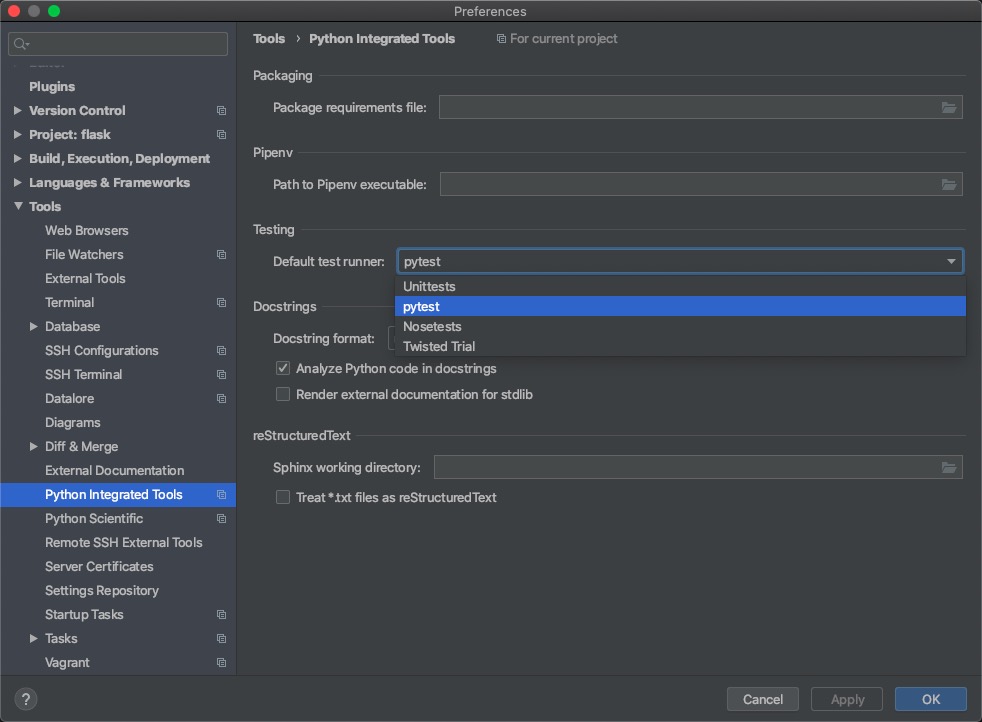 Preferences
Plugins
Version Control
Project: flask
Build, Execution, Deployment
Languages & Frameworks
Tools
Web Browsers
File Watchers
External Tools
Terminal
Database
SSH Configurations
SSH Terminal
Datalore
Diagrams
Diff & Merge
External Documentation
Python Integrated Tools
Python Scientific
Remote SSH External Tools
Server Certificates
Settings Repository
Startup Tasks
Tasks
Vagrant
Tools › Python Integrated Tools For current project
Packaging
Package requirements file:
Pipenv
Path to Pipenv executable:
Testing
Default test runner: pytest
Unittests
pytest
Nosetests
Twisted Trial
Docstrings
Docstring format:
Analyze Python code in docstrings
Render external documentation for stdlib
reStructuredText
Sphinx working directory:
Treat *.txt files as reStructuredText
?
Cancel
Apply
OK